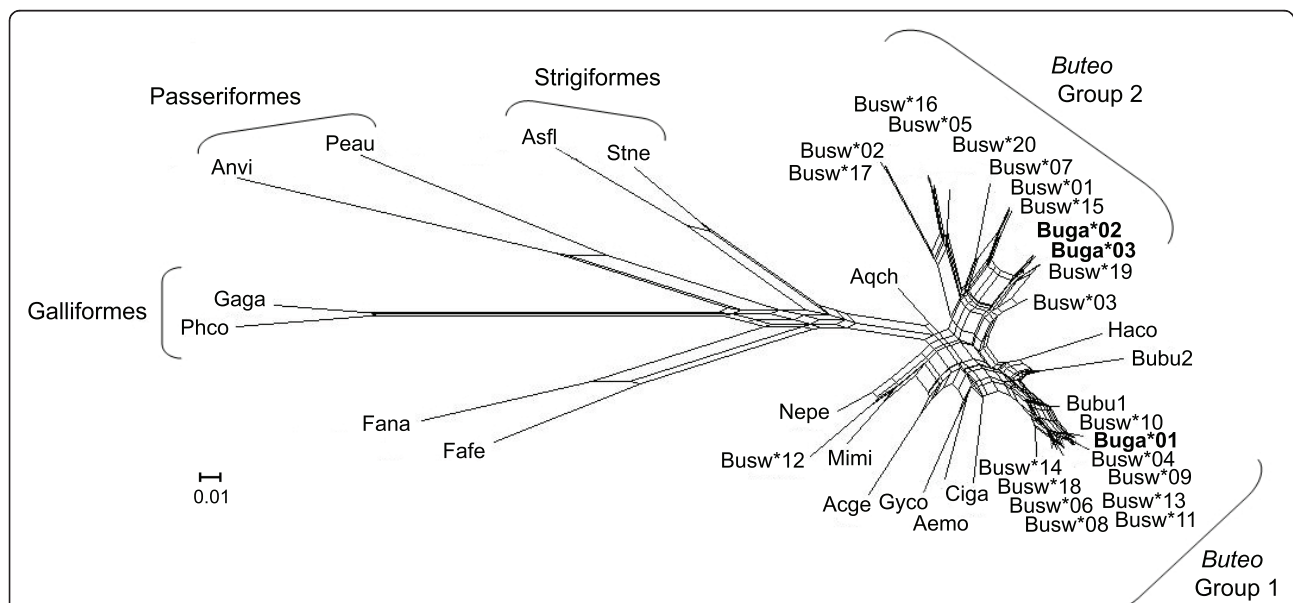 Buteo
Group 2
Strigiformes
Passeriformes
Busw*16
Busw*05
Busw*20
Busw*02
Busw*17
Busw*07
Busw*01
Busw*15
Buga*02
Buga*03
Busw*19
Busw*03
Asfl
Stne
Peau
Anvi
Aqch
Galliformes
Gaga
Phco
Haco
Bubu2
Fana
Fafe
Nepe
Busw*12
Mimi
Acge
Gyco
Aemo
Ciga
Bubu1
Busw*10
Buga*01
Busw*04
Busw*09
Busw*14
Busw*18
Busw*06
Busw*08
Busw*13
Busw*11
0.01
Buteo
Group 1